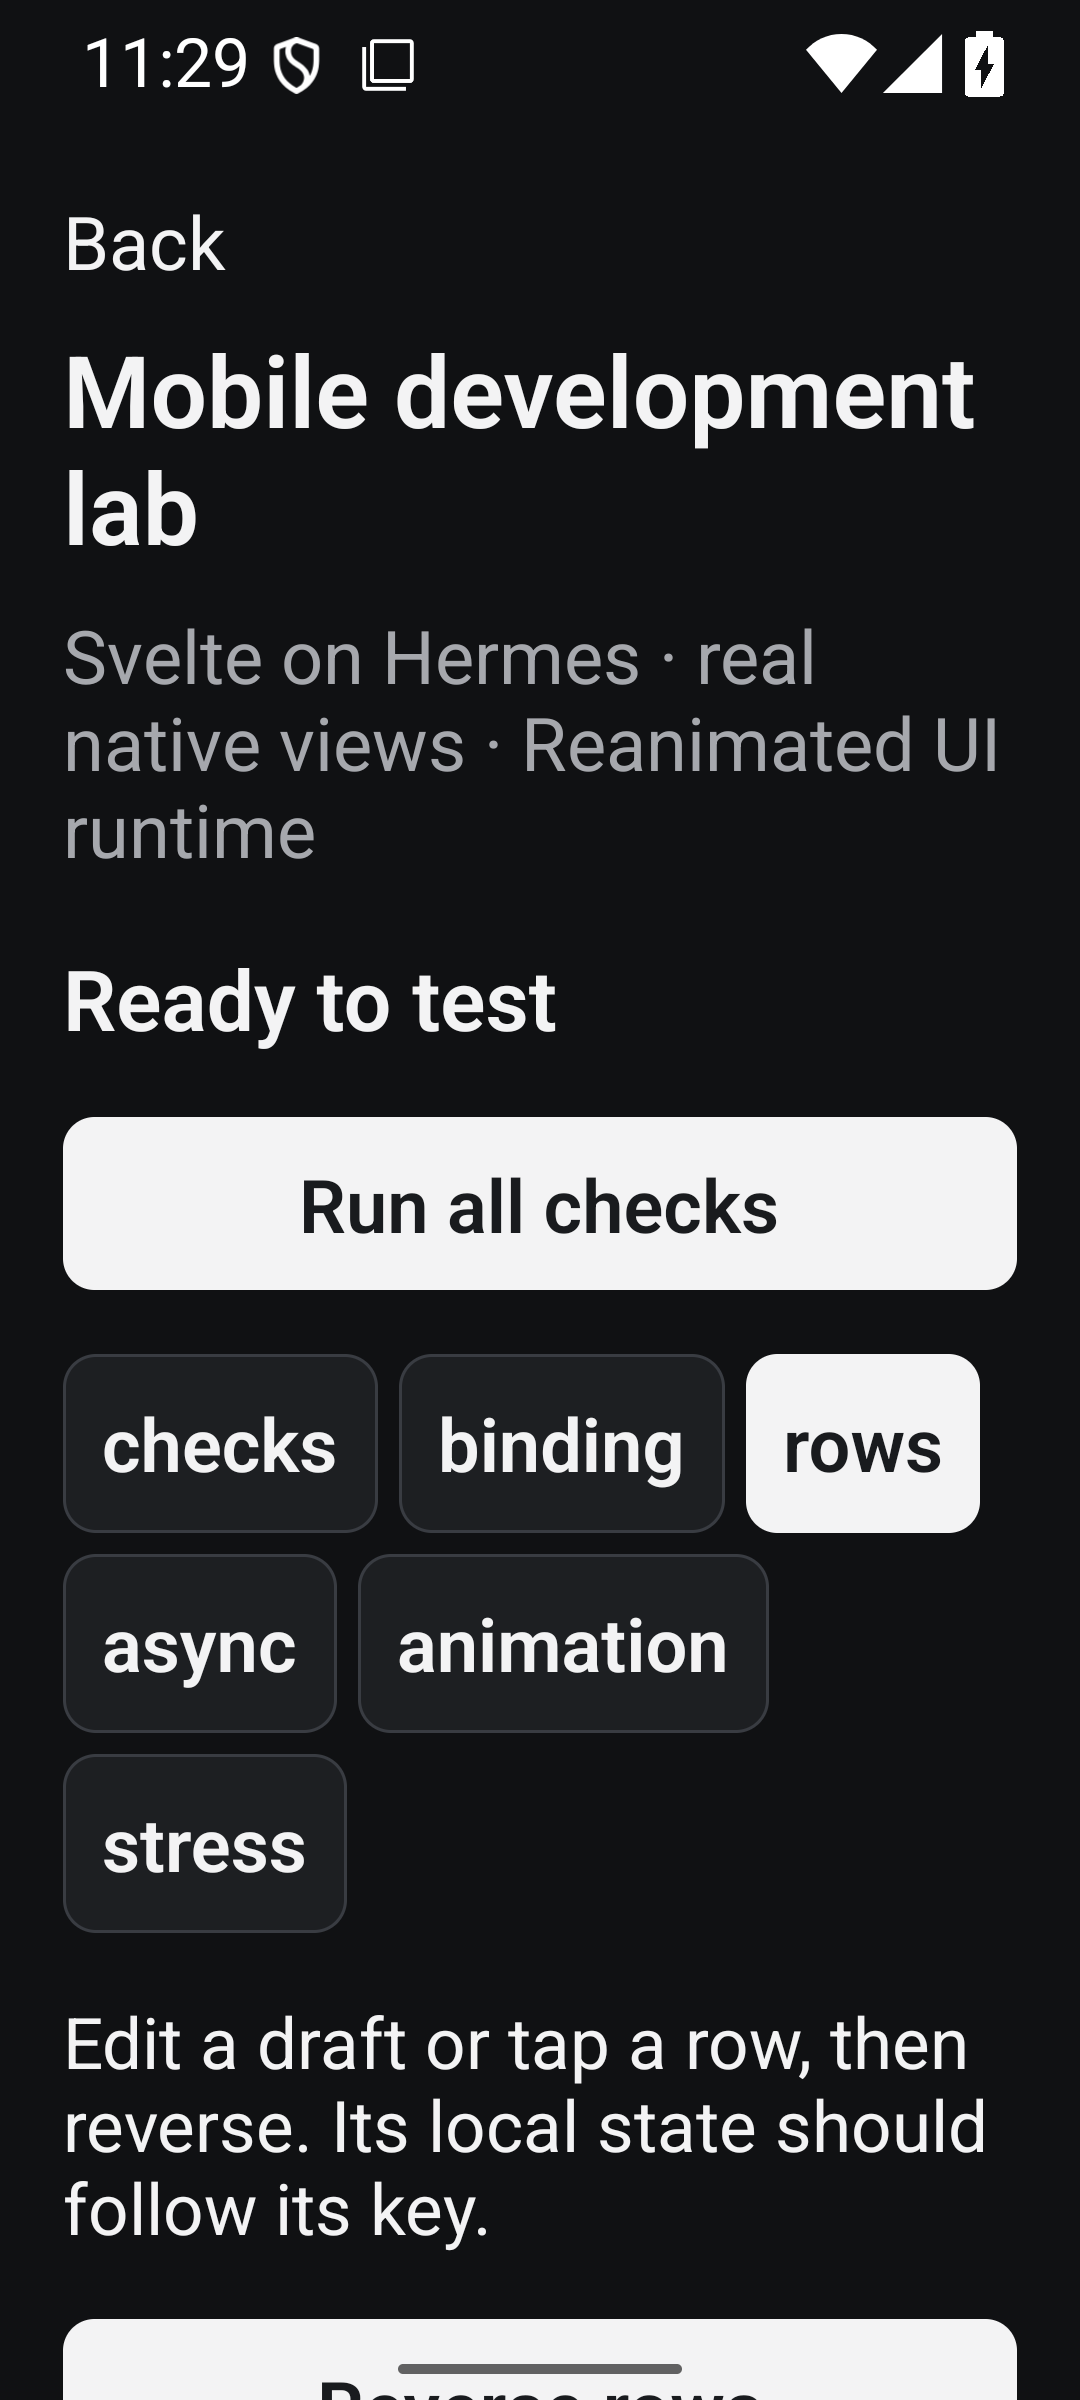 11:29
Back
Mobile development
lab
Svelte on Hermes · real
native views · Reanimated UI
runtime
Ready to test
Run all checks
checks
binding
rows
async
animation
stress
Edit a draft or tap a row, then
reverse. Its local state should
follow its key.
Reverse rows